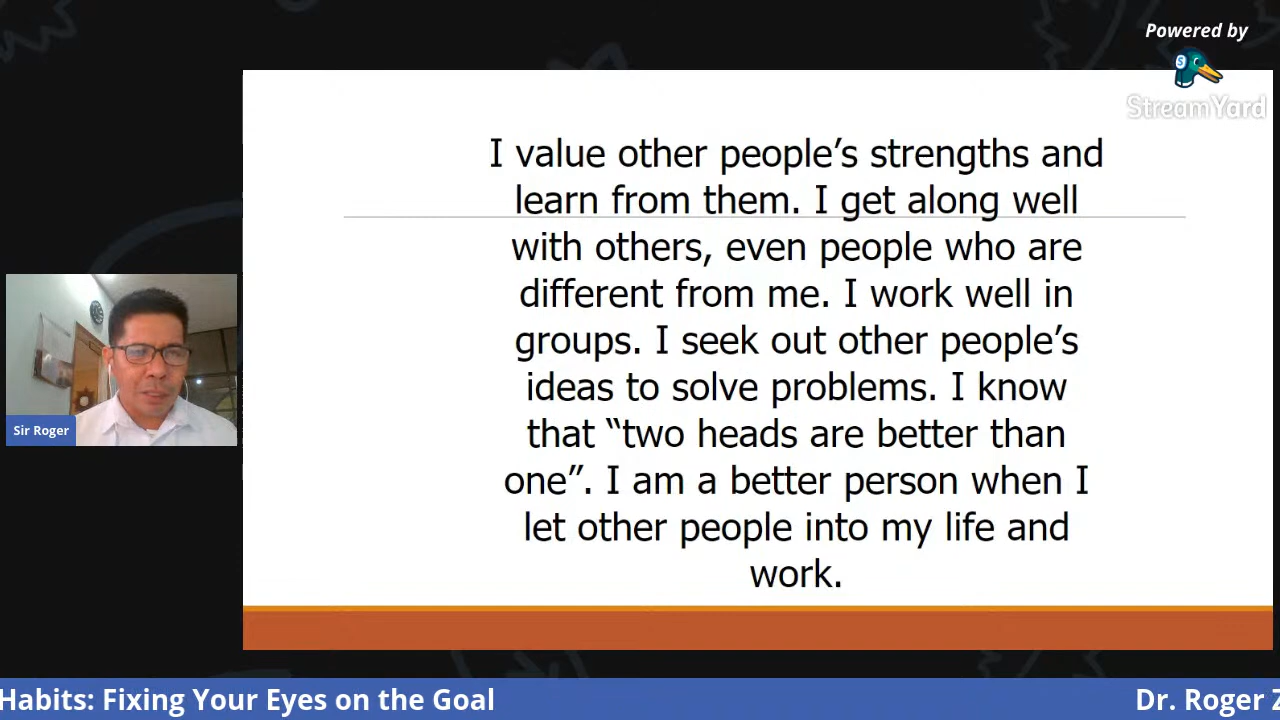 Powered by
S
StreamYard
I value other people’s strengths and
learn from them. I get along well
with others, even people who are
different from me. I work well in
groups. I seek out other people’s
ideas to solve problems. I know
that “two heads are better than
one”. I am a better person when I
let other people into my life and
work.
Sir Roger
Habits: Fixing Your Eyes on the Goal
Dr. Roger Z